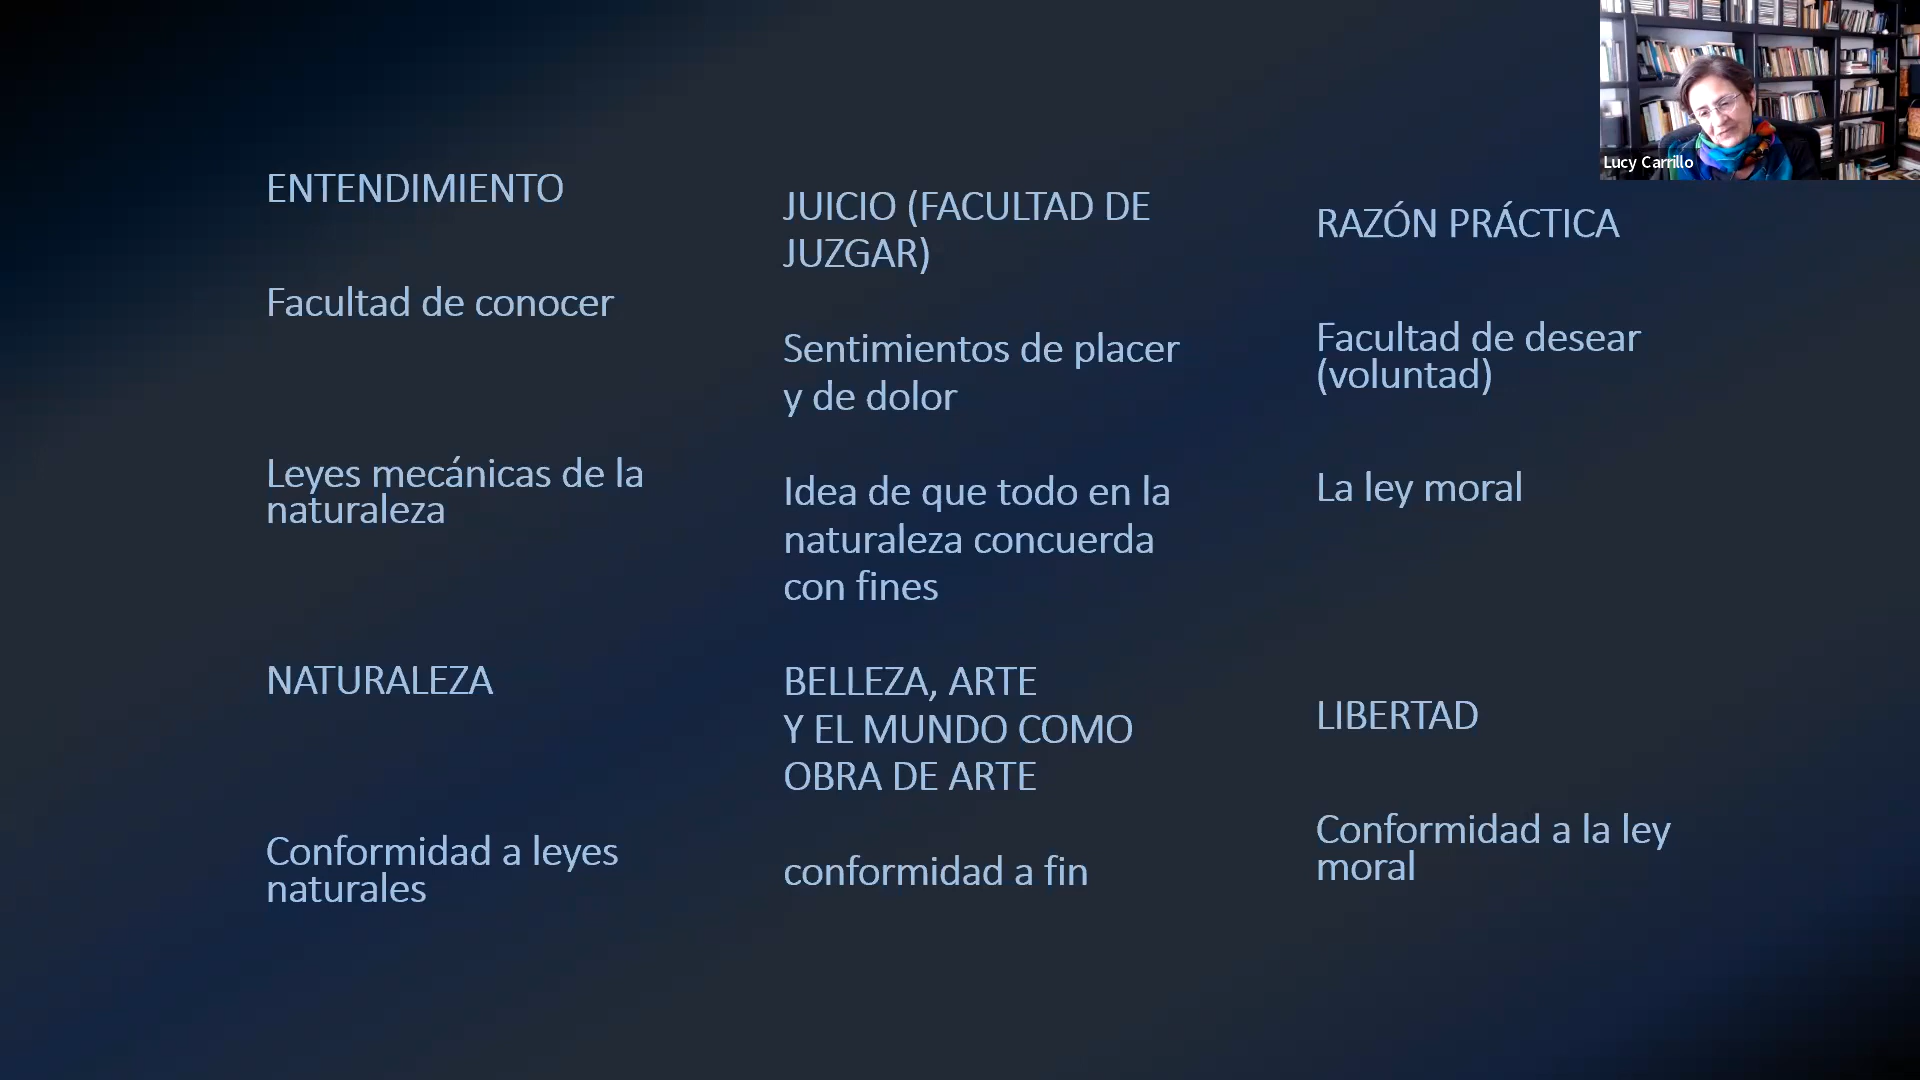 ENTENDIMIENTO
Facultad de conocer
Leyes mecánicas de la
naturaleza
NATURALEZA
Conformidad a leyes
naturales
JUICIO (FACULTAD DE
JUZGAR)
Sentimientos de placer
y de dolor
Idea de que todo en la
naturaleza concuerda
con fines
BELLEZA, ARTE
Y EL MUNDO COMO
OBRA DE ARTE
conformidad a fin
RAZÓN PRÁCTICA
Facultad de desear
(voluntad)
La ley moral
LIBERTAD
Conformidad a la ley
moral
Lucy Carrillo